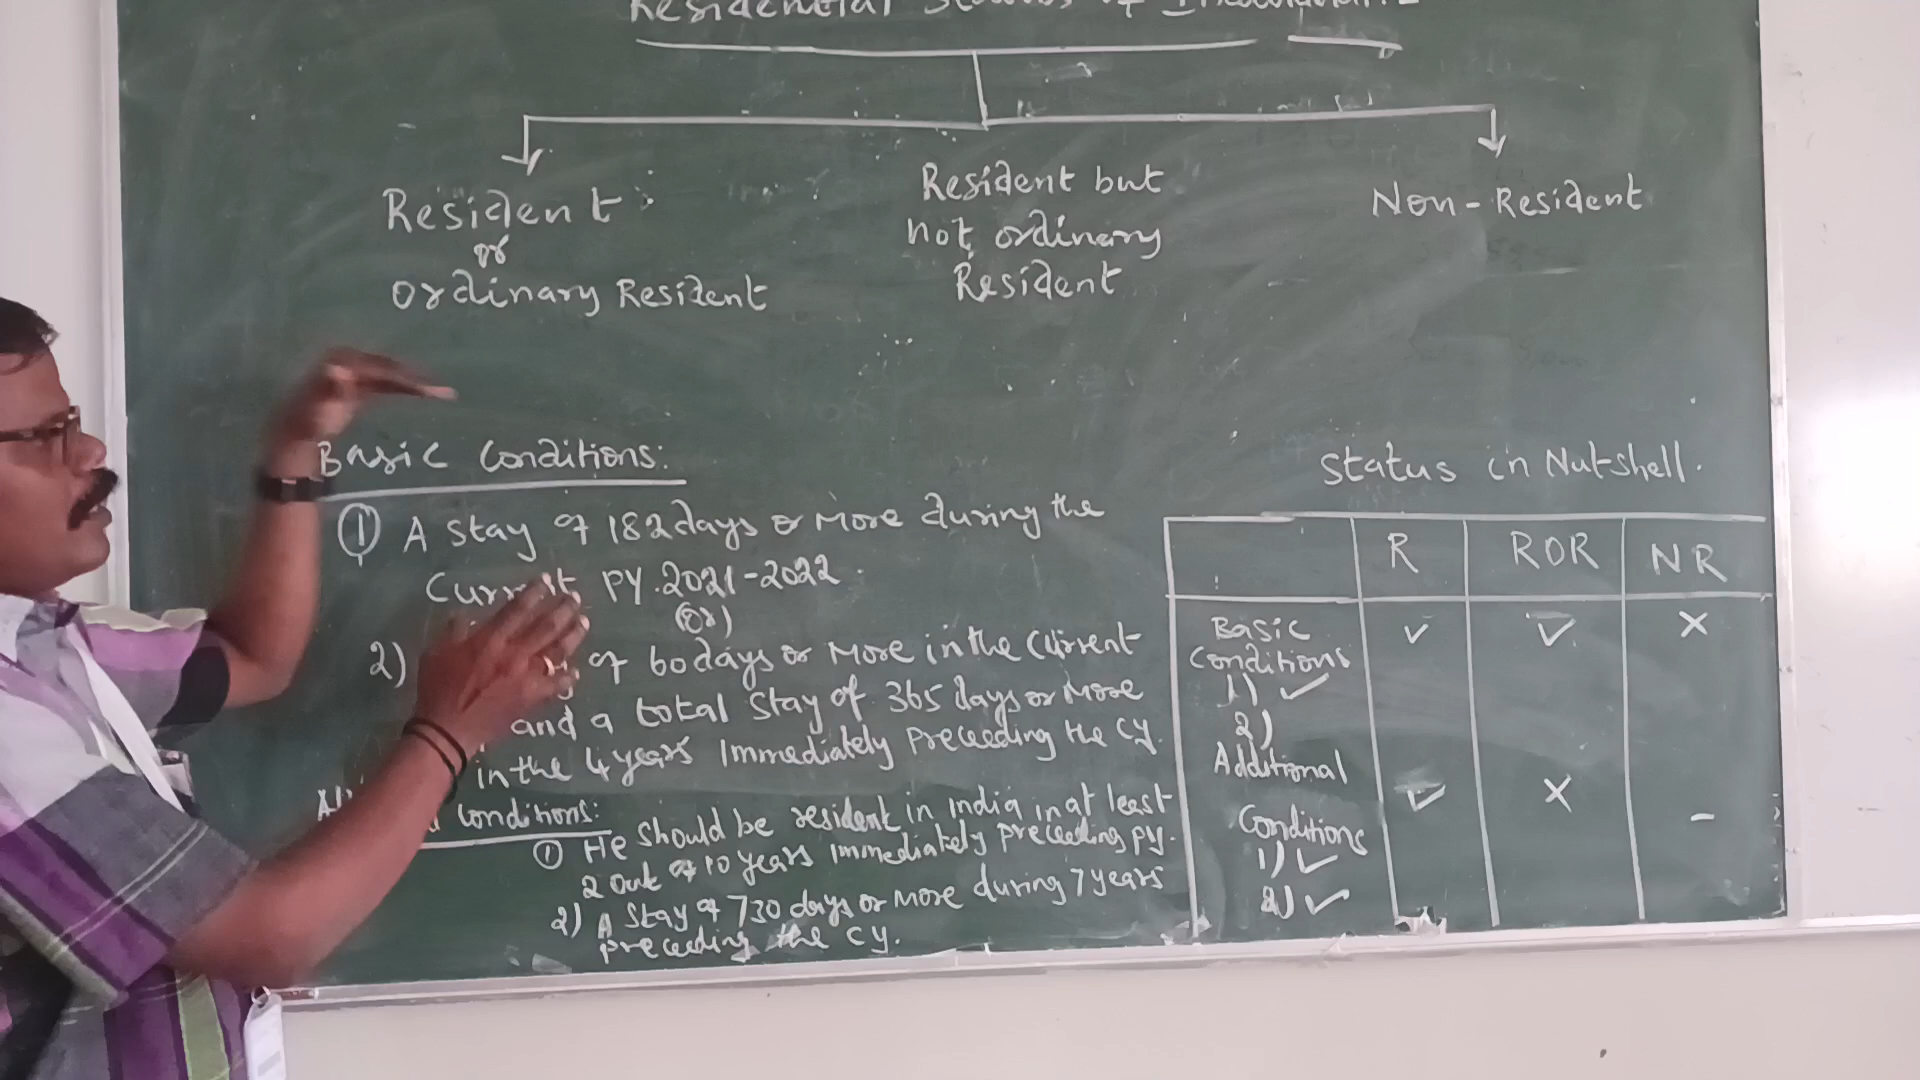 Residential Status of Individual
Resident
or
Ordinary Resident
Resident but
not ordinary
Resident
Non-Resident
Basic Conditions:
① A Stay of 182 days or More during the
Current PY.2021-2022.
(Or)
2) of 60 days or More in the Current
and a total Stay of 365 days or More
in the 4 years Immediately Preceeding the CY.
Conditions:
① He should be resident in India in at least
2 Out of 10 years Immediately preceeding PY.
2) A Stay of 730 days or More during 7 years
preceeding the CY.
Status in Nutshell.
R ROR NR
Basic ✓ ✓ ×
Conditions
1) ✓
2)
Additional
✓ × -
Conditions
1) ✓
2) ✓